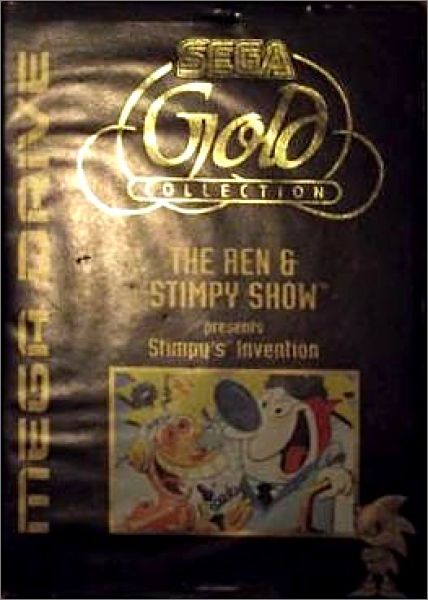 SEGA
Gold
COLLECTION
MEGA DRIVE
THE REN &
STIMPY SHOW™
presents
Stimpy's Invention